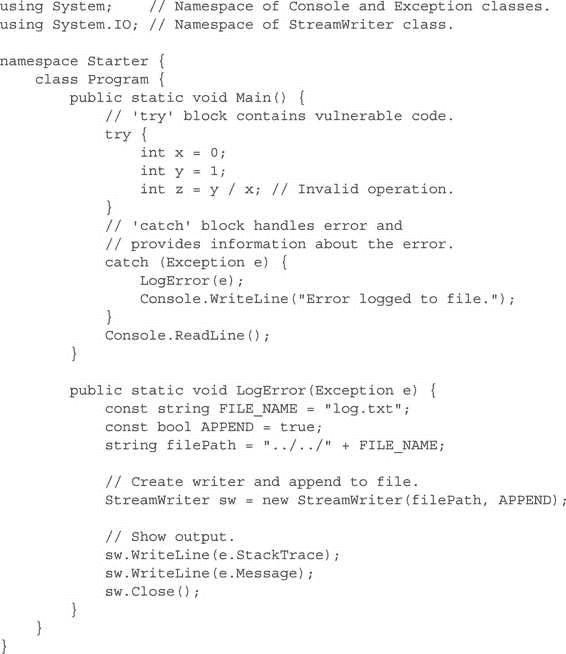 using System;    // Namespace of Console and Exception classes.
using System.IO; // Namespace of StreamWriter class.

namespace Starter {
    class Program {
        public static void Main() {
            // 'try' block contains vulnerable code.
            try {
                int x = 0;
                int y = 1;
                int z = y / x; // Invalid operation.
            }
            // 'catch' block handles error and
            // provides information about the error.
            catch (Exception e) {
                LogError(e);
                Console.WriteLine("Error logged to file.");
            }
            Console.ReadLine();
        }

        public static void LogError(Exception e) {
            const string FILE_NAME = "log.txt";
            const bool APPEND = true;
            string filePath = "../../" + FILE_NAME;

            // Create writer and append to file.
            StreamWriter sw = new StreamWriter(filePath, APPEND);

            // Show output.
            sw.WriteLine(e.StackTrace);
            sw.WriteLine(e.Message);
            sw.Close();
        }
    }
}